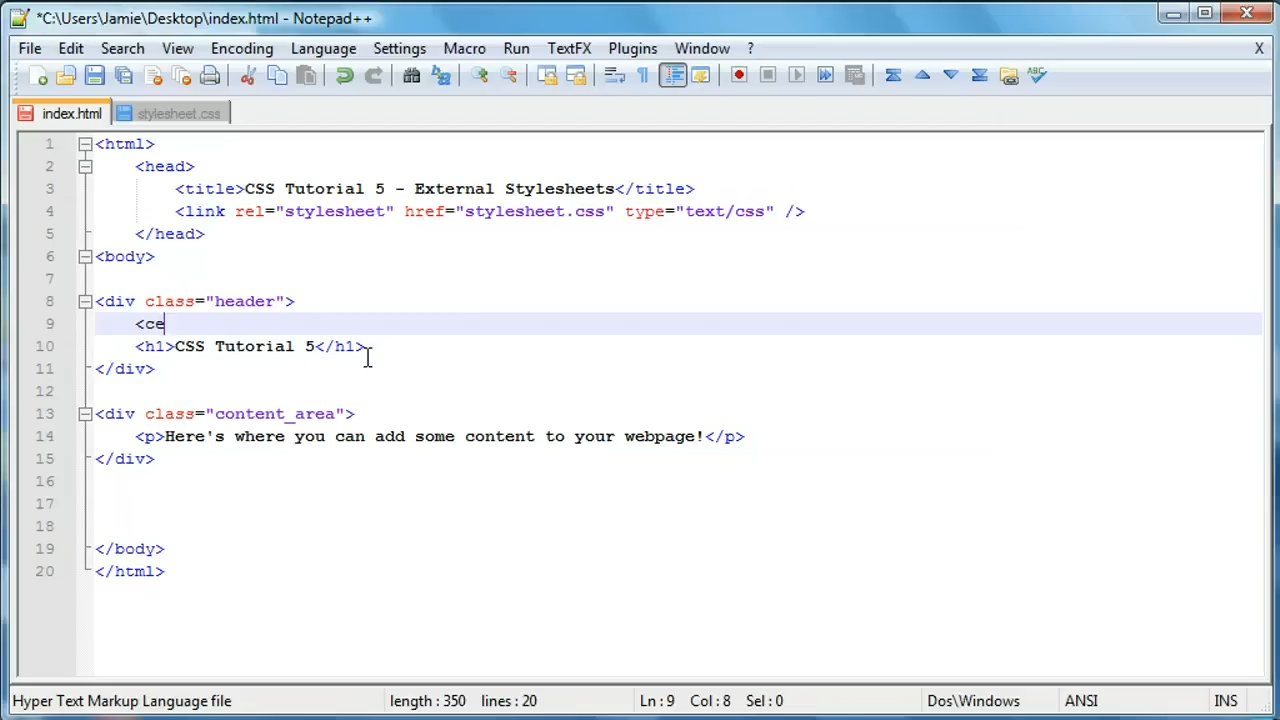 *C:\Users\Jamie\Desktop\index.html - Notepad++
File Edit Search View Encoding Language Settings Macro Run TextFX Plugins Window ? X
index.html stylesheet.css
1 <html>
2 <head>
3 <title>CSS Tutorial 5 - External Stylesheets</title>
4 <link rel="stylesheet" href="stylesheet.css" type="text/css" />
5 </head>
6 <body>
7
8 <div class="header">
9 <ce
10 <h1>CSS Tutorial 5</h1>
11 </div>
12
13 <div class="content_area">
14 <p>Here's where you can add some content to your webpage!</p>
15 </div>
16
17
18
19 </body>
20 </html>
Hyper Text Markup Language file length : 350 lines : 20 Ln : 9 Col : 8 Sel : 0 Dos\Windows ANSI INS